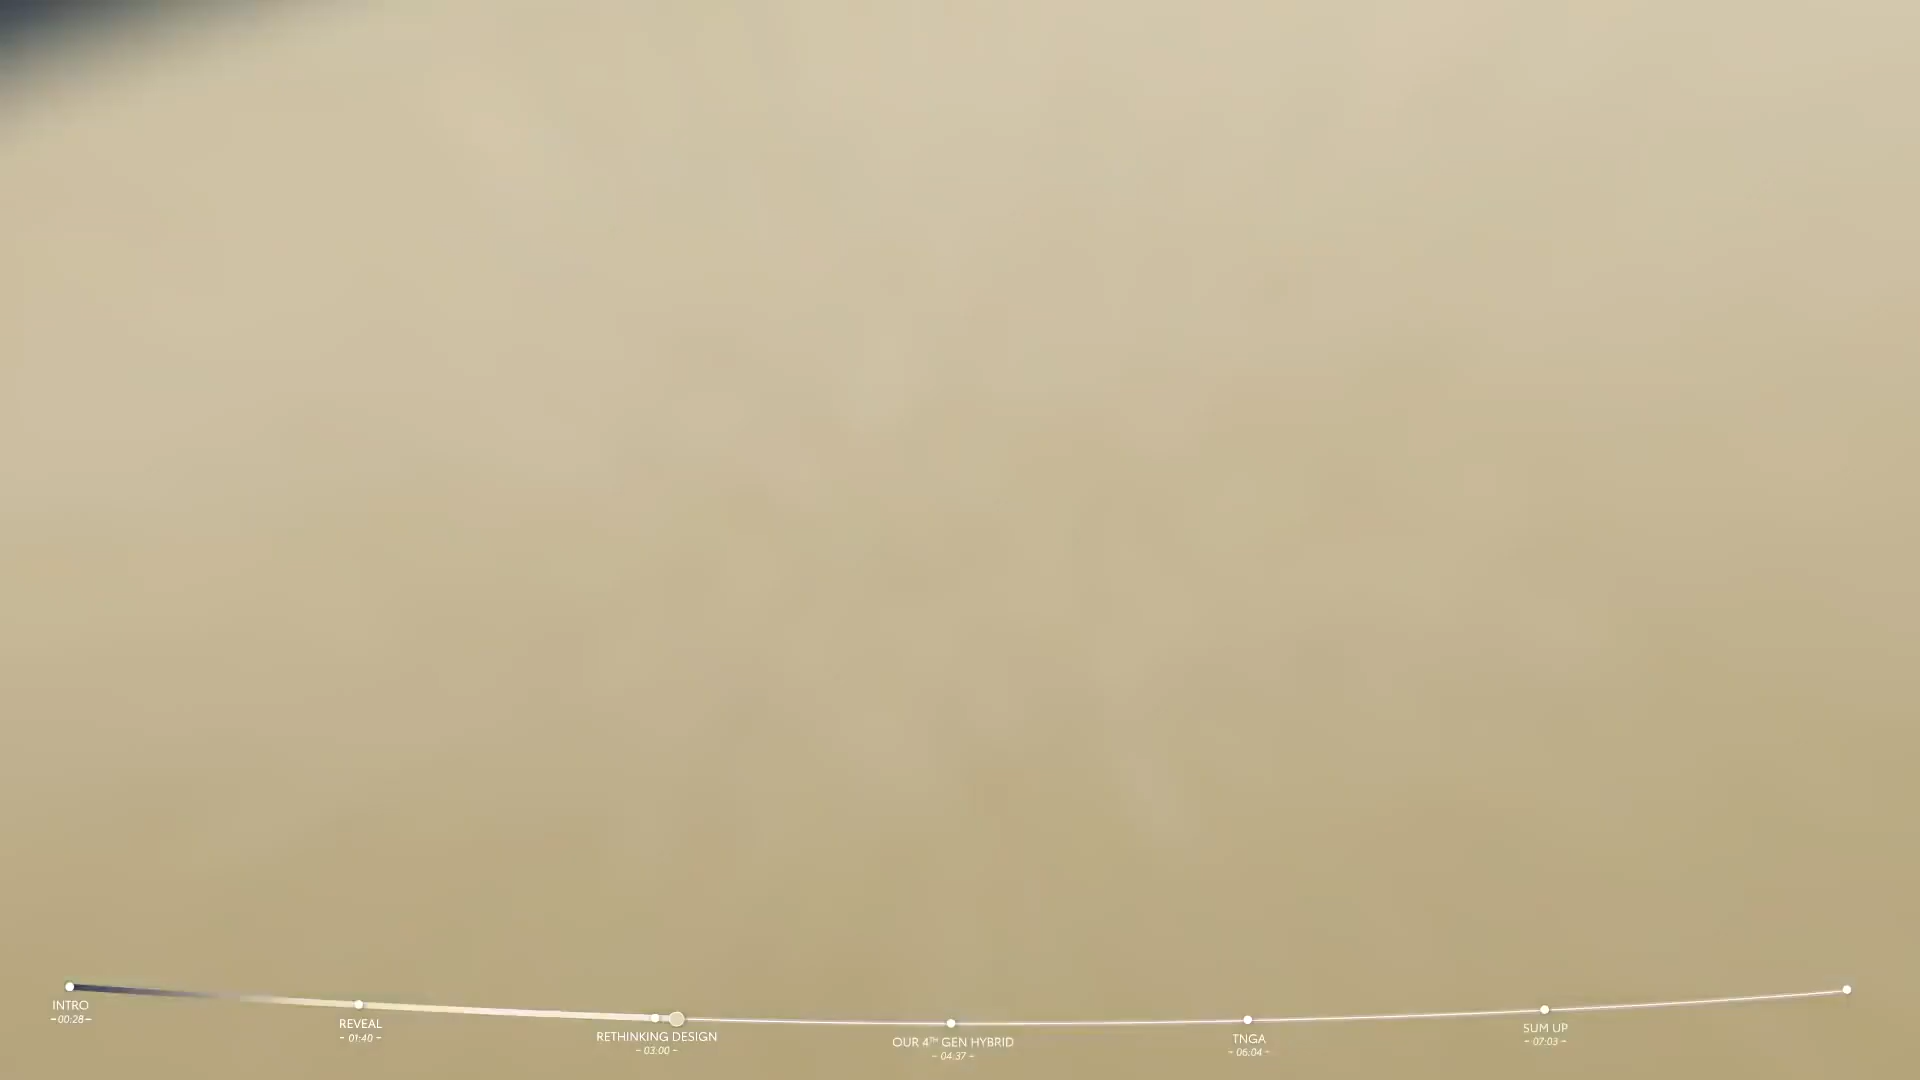 INTRO
– 00:28 –
REVEAL
– 01:40 –
RETHINKING DESIGN
– 03:00 –
OUR 4TH GEN HYBRID
– 04:37 –
TNGA
– 06:04 –
SUM UP
– 07:03 –